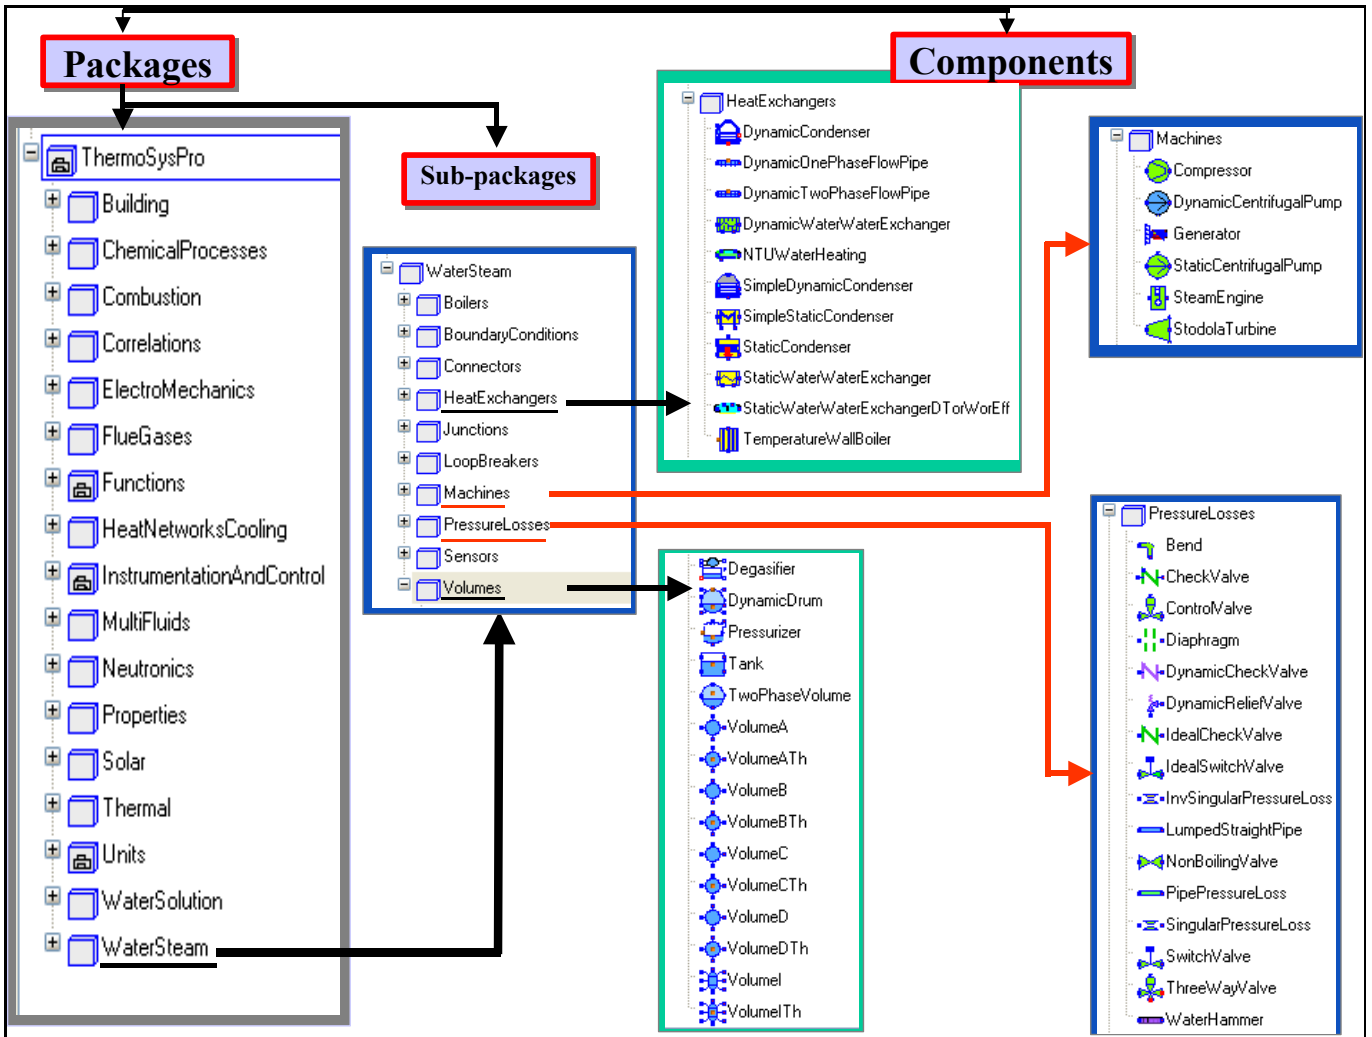 Packages
Components
Sub-packages
ThermoSysPro
Building
ChemicalProcesses
Combustion
Correlations
ElectroMechanics
FlueGases
Functions
HeatNetworksCooling
InstrumentationAndControl
MultiFluids
Neutronics
Properties
Solar
Thermal
Units
WaterSolution
WaterSteam
WaterSteam
Boilers
BoundaryConditions
Connectors
HeatExchangers
Junctions
LoopBreakers
Machines
PressureLosses
Sensors
Volumes
HeatExchangers
DynamicCondenser
DynamicOnePhaseFlowPipe
DynamicTwoPhaseFlowPipe
DynamicWaterWaterExchanger
NTUWaterHeating
SimpleDynamicCondenser
SimpleStaticCondenser
StaticCondenser
StaticWaterWaterExchanger
StaticWaterWaterExchangerDTorWorEff
TemperatureWallBoiler
Degasifier
DynamicDrum
Pressurizer
Tank
TwoPhaseVolume
VolumeA
VolumeATh
VolumeB
VolumeBTh
VolumeC
VolumeCTh
VolumeD
VolumeDTh
VolumeI
VolumeITh
Machines
Compressor
DynamicCentrifugalPump
Generator
StaticCentrifugalPump
SteamEngine
StodolaTurbine
PressureLosses
Bend
CheckValve
ControlValve
Diaphragm
DynamicCheckValve
DynamicReliefValve
IdealCheckValve
IdealSwitchValve
InvSingularPressureLoss
LumpedStraightPipe
NonBoilingValve
PipePressureLoss
SingularPressureLoss
SwitchValve
ThreeWayValve
WaterHammer